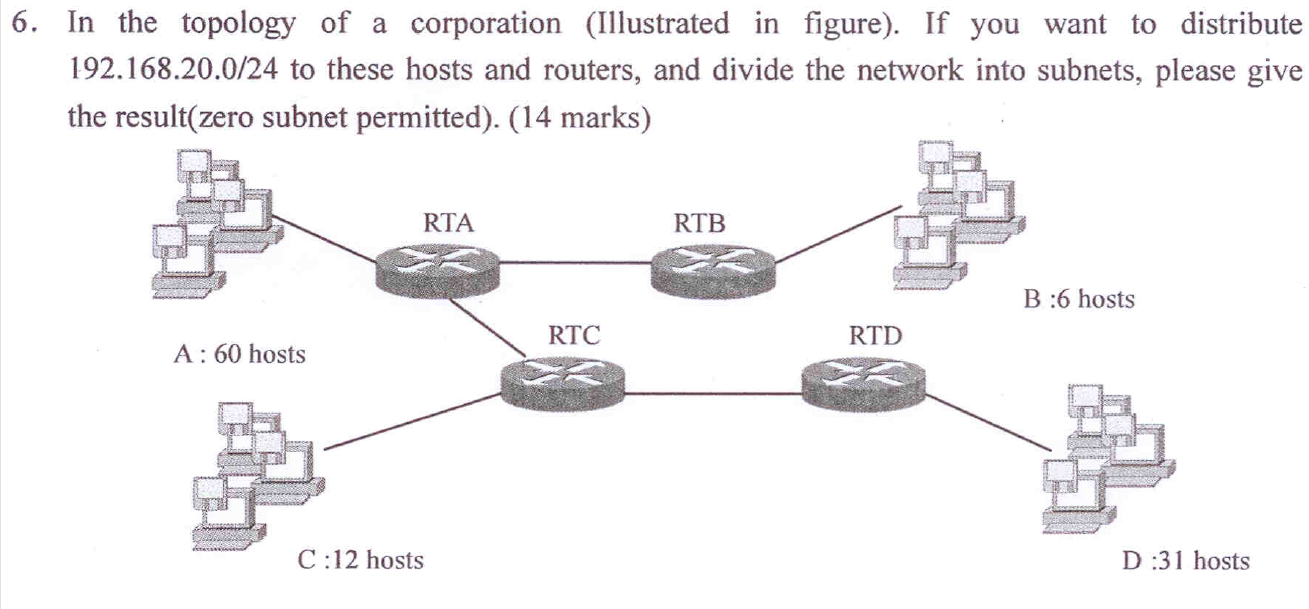 6. In the topology of a corporation (Illustrated in figure). If you want to distribute
192.168.20.0/24 to these hosts and routers, and divide the network into subnets, please give
the result(zero subnet permitted). (14 marks)
RTA
RTB
B :6 hosts
A : 60 hosts
RTC
RTD
C :12 hosts
D :31 hosts